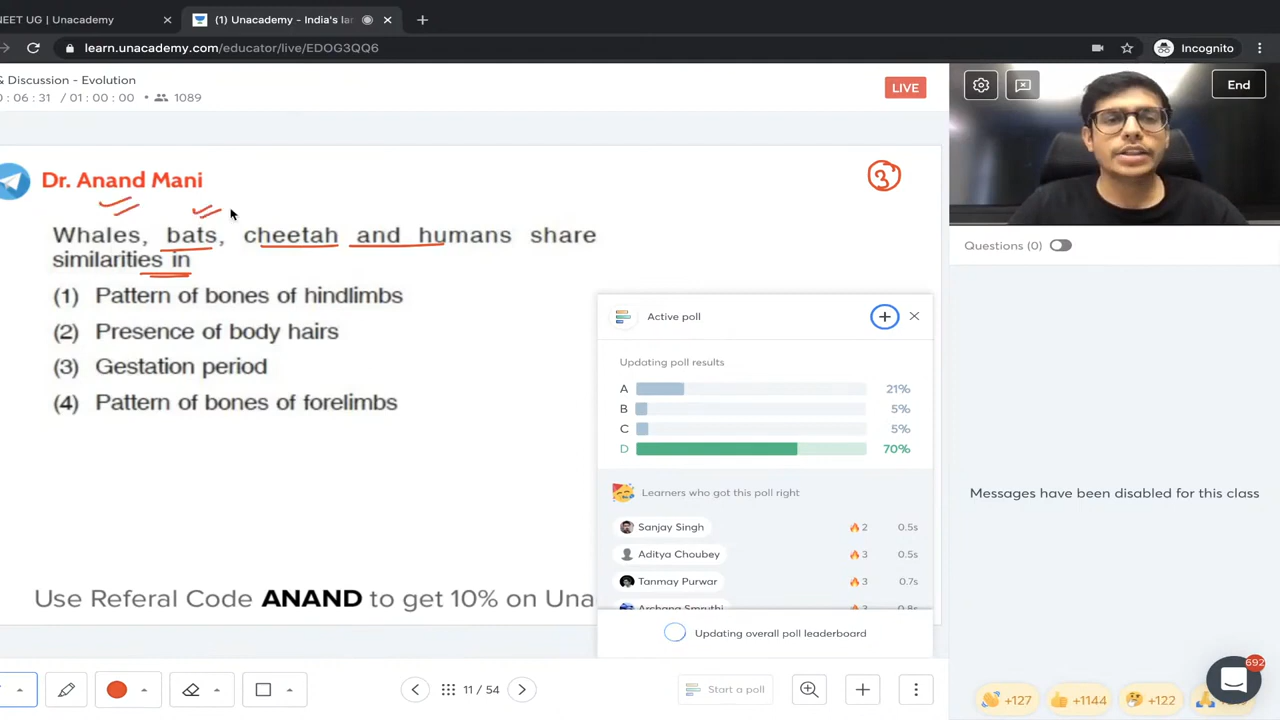 NEET UG | Unacademy
(1) Unacademy - India's lar
learn.unacademy.com/educator/live/EDOG3QQ6
Incognito
& Discussion - Evolution
0 : 06 : 31 / 01 : 00 : 00 • 1089
LIVE
End
Dr. Anand Mani
3
Whales, bats, cheetah and humans share
similarities in
(1) Pattern of bones of hindlimbs
(2) Presence of body hairs
(3) Gestation period
(4) Pattern of bones of forelimbs
Use Referal Code ANAND to get 10% on Una
Active poll
Updating poll results
A 21%
B 5%
C 5%
D 70%
Learners who got this poll right
Sanjay Singh 2 0.5s
Aditya Choubey 3 0.5s
Tanmay Purwar 3 0.7s
Updating overall poll leaderboard
Questions (0)
Messages have been disabled for this class
11 / 54
Start a poll
+127
+1144
+122
692